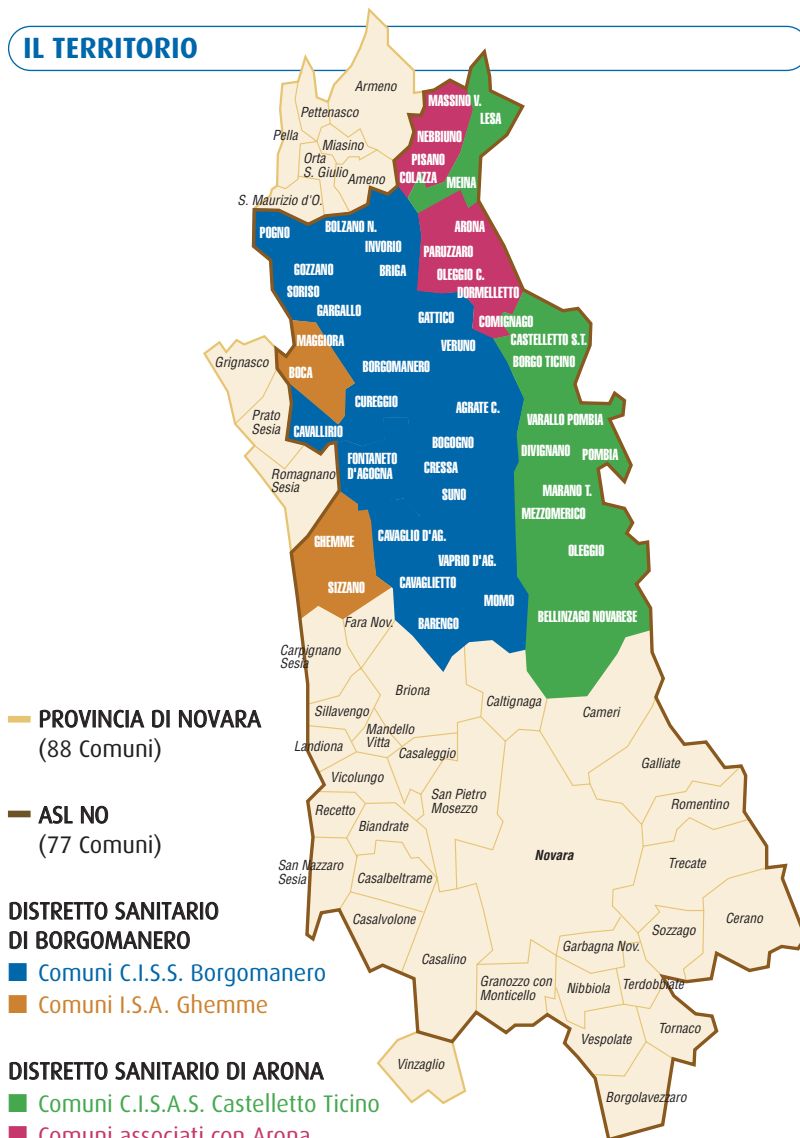 IL TERRITORIO
Armeno
Pettenasco
Pella
Miasino
Orta
S. Giulio
Ameno
S. Maurizio d'O.
MASSINO V.
LESA
NEBBIUNO
PISANO
COLAZZA
MEINA
POGNO
BOLZANO N.
INVORIO
ARONA
PARUZZARO
GOZZANO
BRIGA
OLEGGIO C.
SORISO
DORMELLETTO
GARGALLO
GATTICO
COMIGNAGO
MAGGIORA
VERUNO
CASTELLETTO S.T.
Grignasco
BOCA
BORGOMANERO
BORGO TICINO
CUREGGIO
AGRATE C.
Prato
Sesia
CAVALLIRIO
VARALLO POMBIA
BOGOGNO
DIVIGNANO
POMBIA
FONTANETO
D'AGOGNA
CRESSA
Romagnano
Sesia
SUNO
MARANO T.
MEZZOMERICO
GHEMME
CAVAGLIO D'AG.
OLEGGIO
VAPRIO D'AG.
SIZZANO
CAVAGLIETTO
MOMO
BARENGO
BELLINZAGO NOVARESE
Fara Nov.
Carpignano
Sesia
Briona
Caltignaga
Cameri
Sillavengo
Mandello
Vitta
Landiona
Casaleggio
Galliate
Vicolungo
San Pietro
Mosezzo
Romentino
Recetto
Biandrate
Novara
Trecate
San Nazzaro
Sesia
Casalbeltrame
Casalvolone
Cerano
Sozzago
Garbagna Nov.
Casalino
Granozzo con
Monticello
Nibbiola
Terdobbiate
Tornaco
Vespolate
Vinzaglio
Borgolavezzaro
PROVINCIA DI NOVARA
(88 Comuni)
ASL NO
(77 Comuni)
DISTRETTO SANITARIO
DI BORGOMANERO
Comuni C.I.S.S. Borgomanero
Comuni I.S.A. Ghemme
DISTRETTO SANITARIO DI ARONA
Comuni C.I.S.A.S. Castelletto Ticino
Comuni associati con Arona